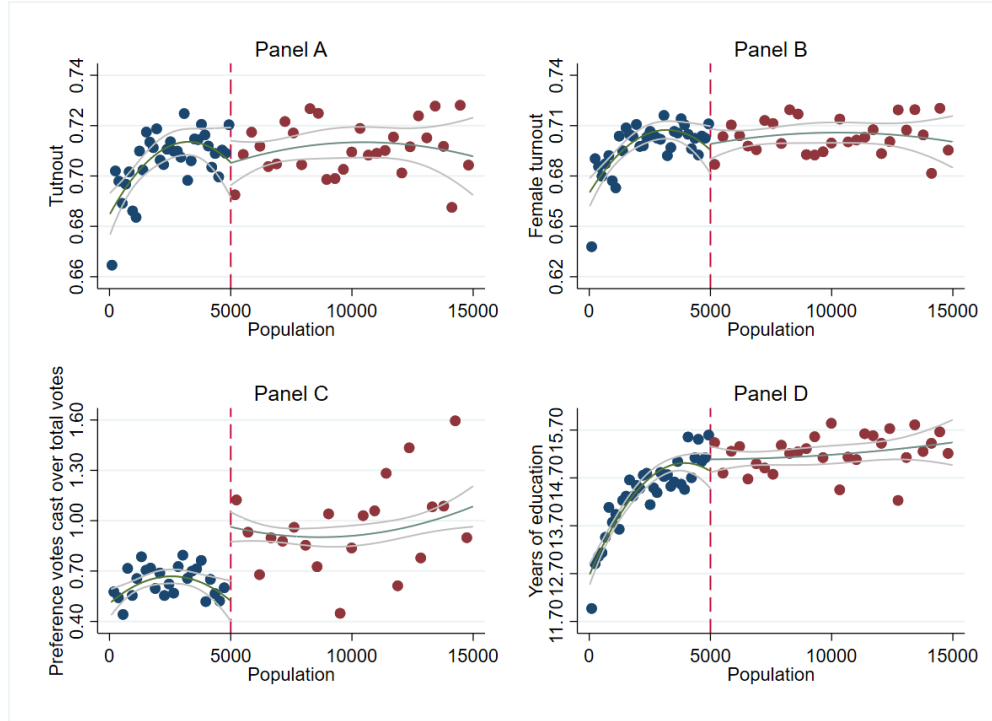 Panel A
Turnout
0.74
0.72
0.70
0.68
0.66
0 5000 10000 15000
Population
Panel B
Female turnout
0.74
0.71
0.68
0.65
0.62
0 5000 10000 15000
Population
Panel C
Preference votes cast over total votes
1.60
1.30
1.00
0.70
0.40
0 5000 10000 15000
Population
Panel D
Years of education
15.70
14.70
13.70
12.70
11.70
0 5000 10000 15000
Population